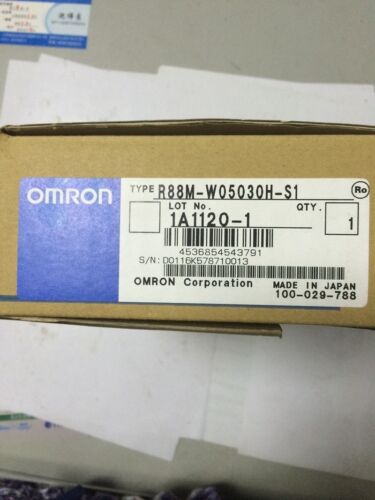 OMRON
TYPE R88M-W05030H-S1
Ro
LOT No. QTY.
1A1120-1 1
4536854543791
S/N: D0116K578710013
OMRON Corporation MADE IN JAPAN
100-029-788